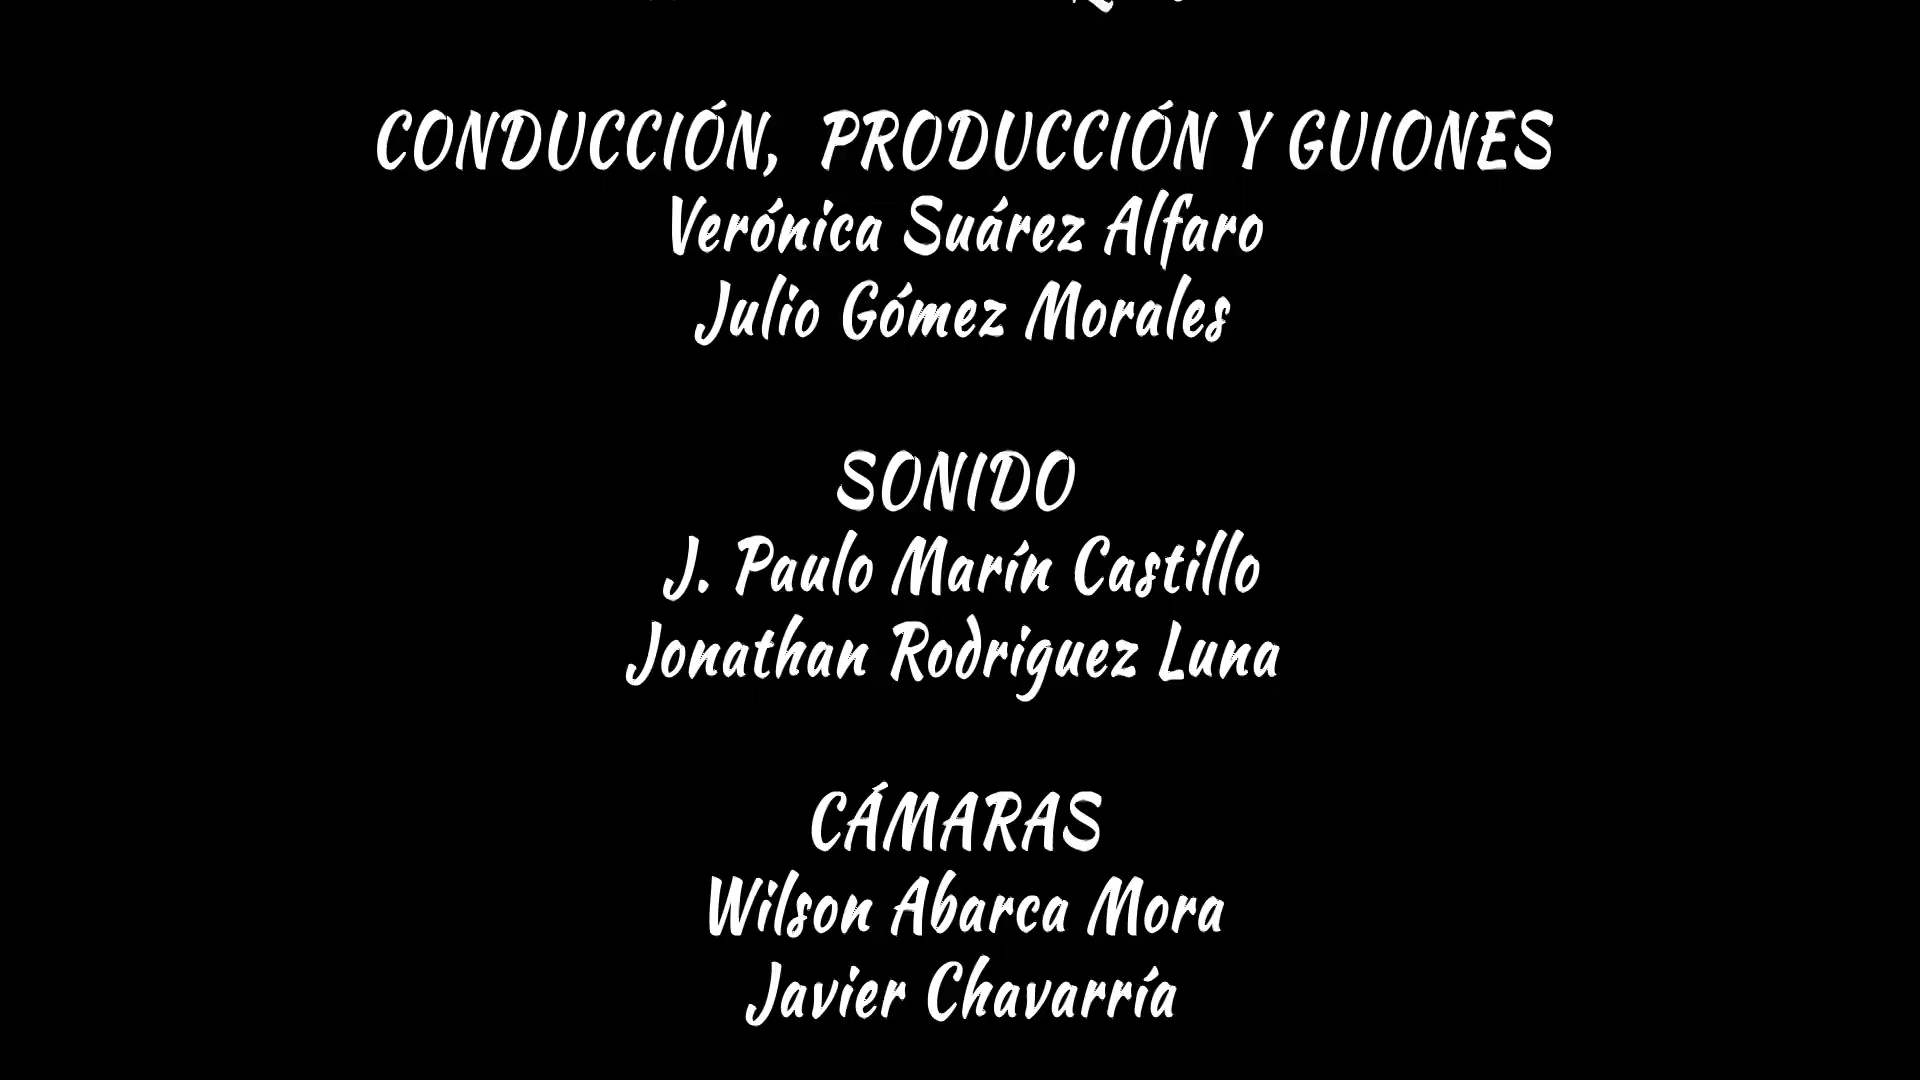 CONDUCCIÓN, PRODUCCIÓN Y GUIONES
Verónica Suárez Alfaro
Julio Gómez Morales
SONIDO
J. Paulo Marín Castillo
Jonathan Rodriguez Luna
CÁMARAS
Wilson Abarca Mora
Javier Chavarría